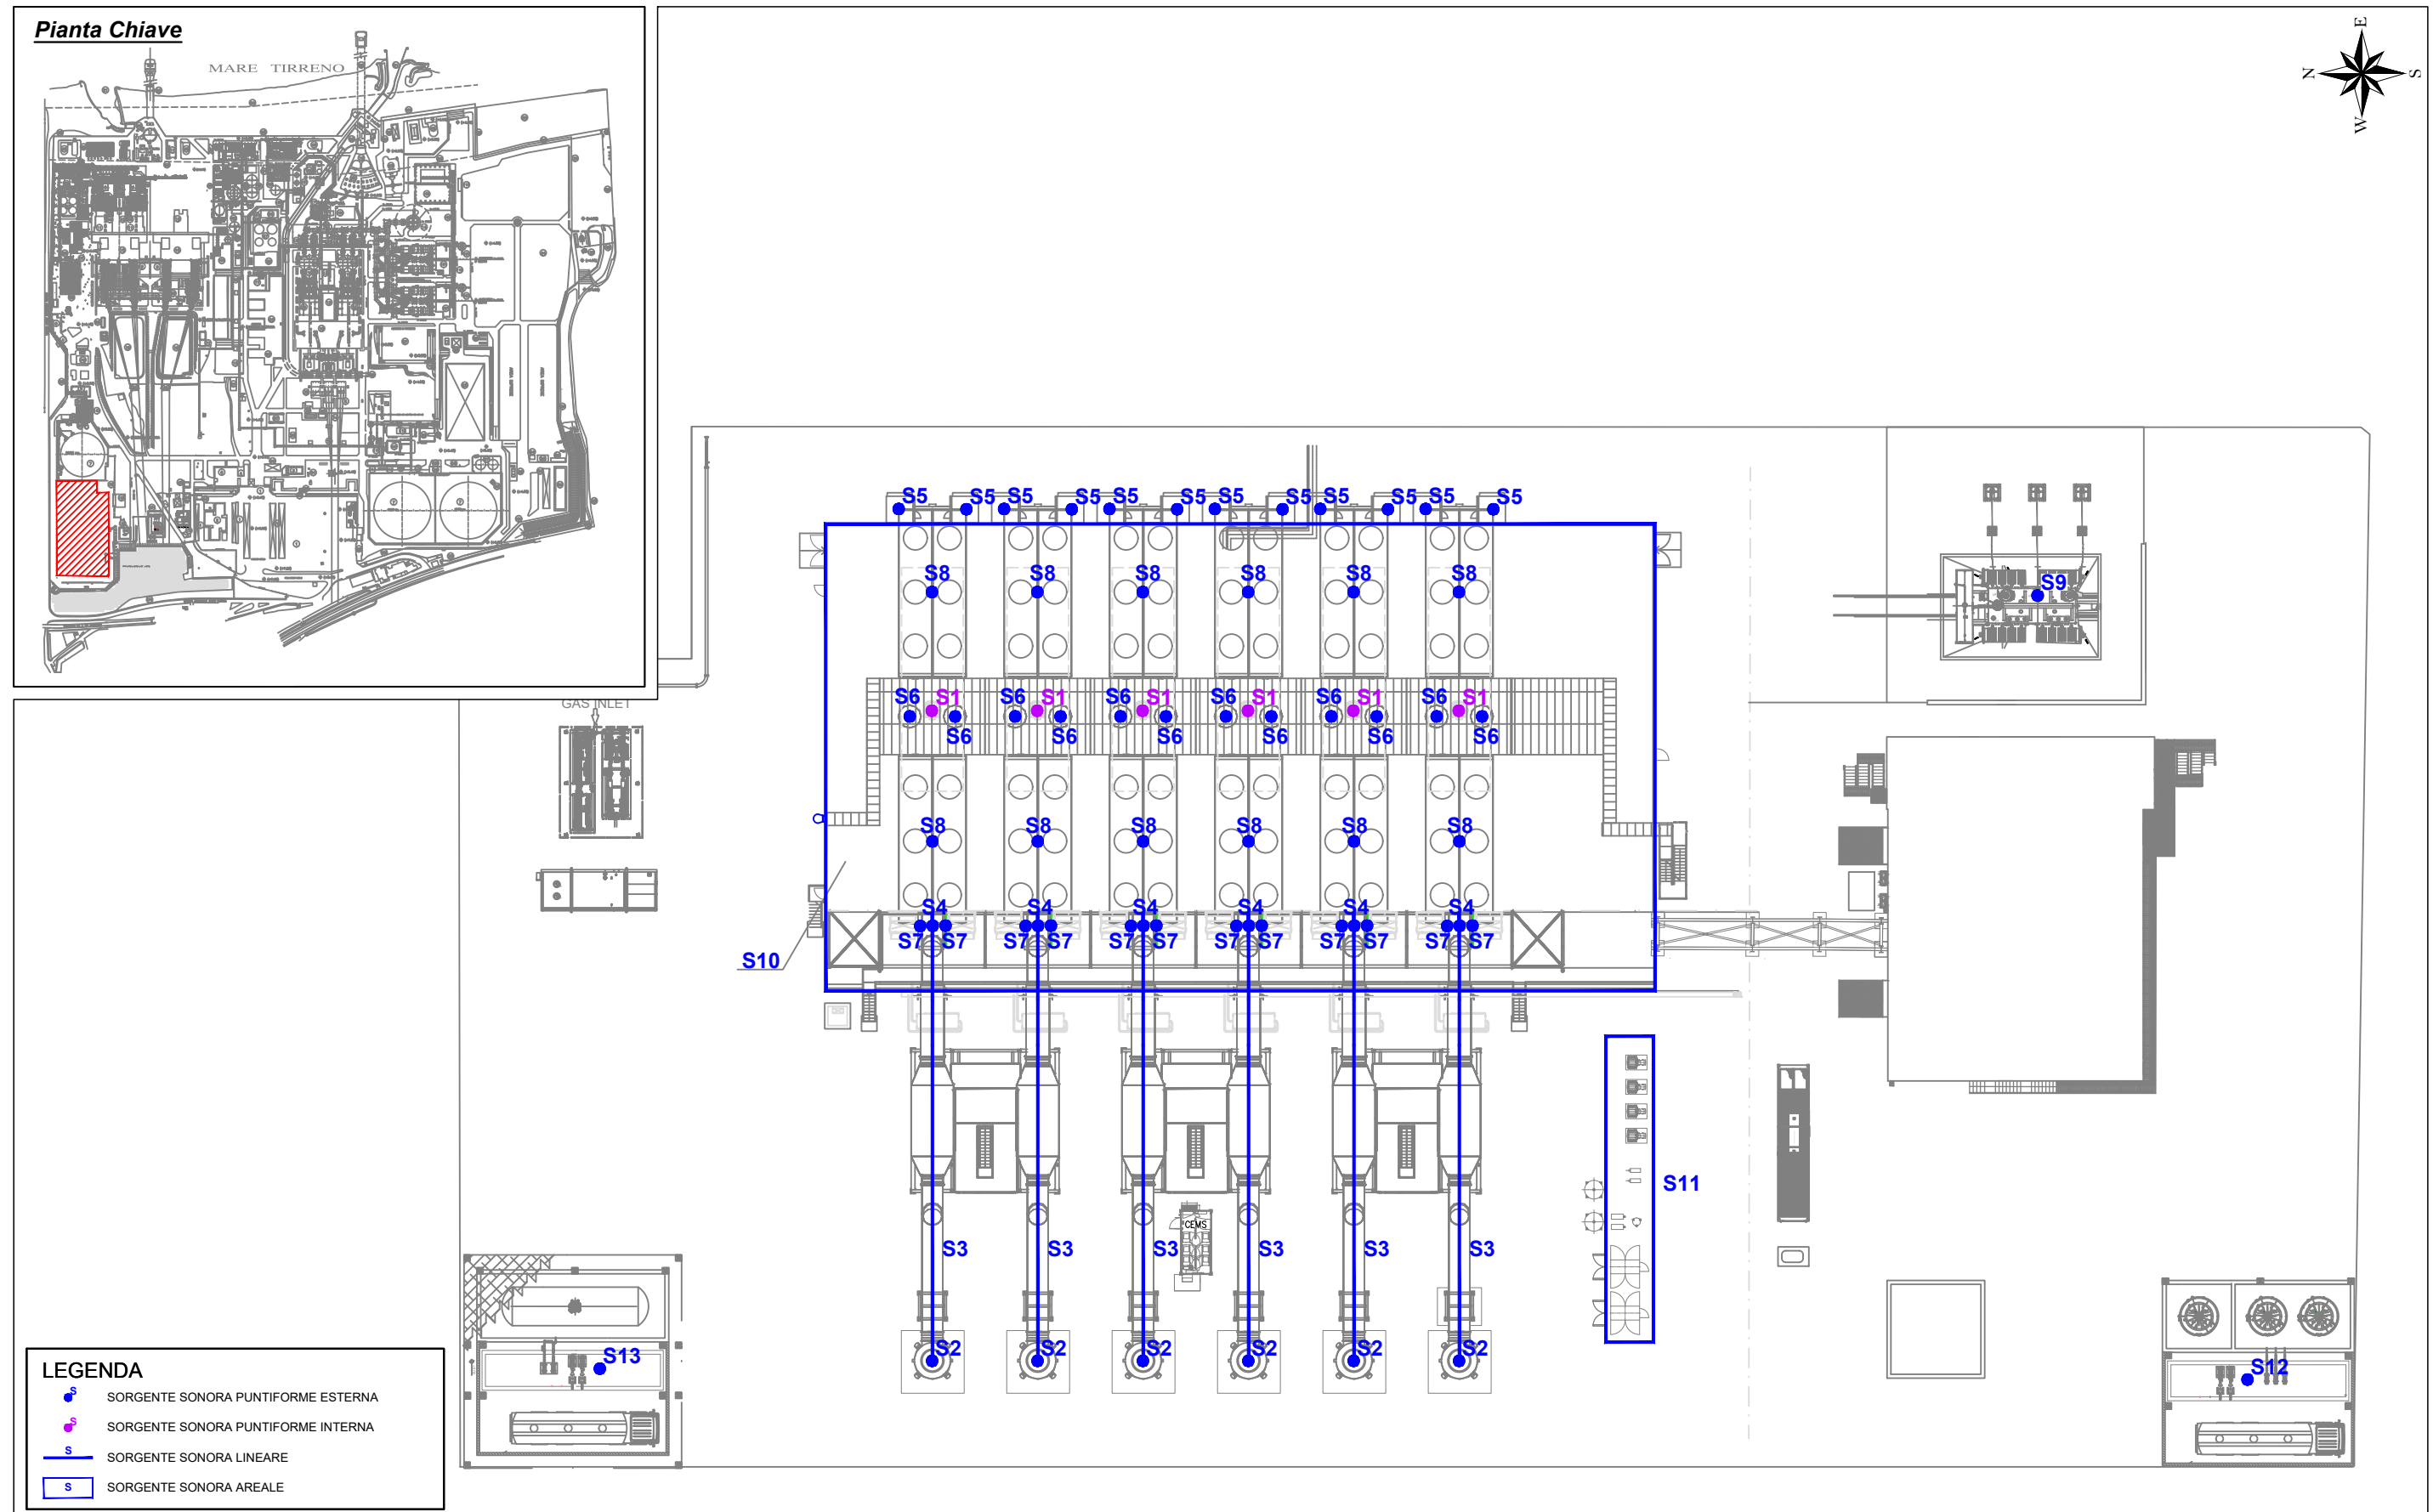 Pianta Chiave
MARE TIRRENO
E
N
S
W
S5 S5 S5 S5 S5 S5 S5 S5 S5 S5 S5 S5
S8 S8 S8 S8 S8 S8
S9
S6 S1 S6 S1 S6 S1 S6 S1 S6 S1 S6 S1
GAS INLET
S6 S6 S6 S6 S6 S6
S8 S8 S8 S8 S8 S8
S4 S4 S4 S4 S4 S4
S7 S7 S7 S7 S7 S7 S7 S7 S7 S7 S7 S7
S10
S11
CEMS
S3 S3 S3 S3 S3 S3
S2 S2 S2 S2 S2 S2
S13
S12
LEGENDA
S SORGENTE SONORA PUNTIFORME ESTERNA
S SORGENTE SONORA PUNTIFORME INTERNA
S SORGENTE SONORA LINEARE
S SORGENTE SONORA AREALE